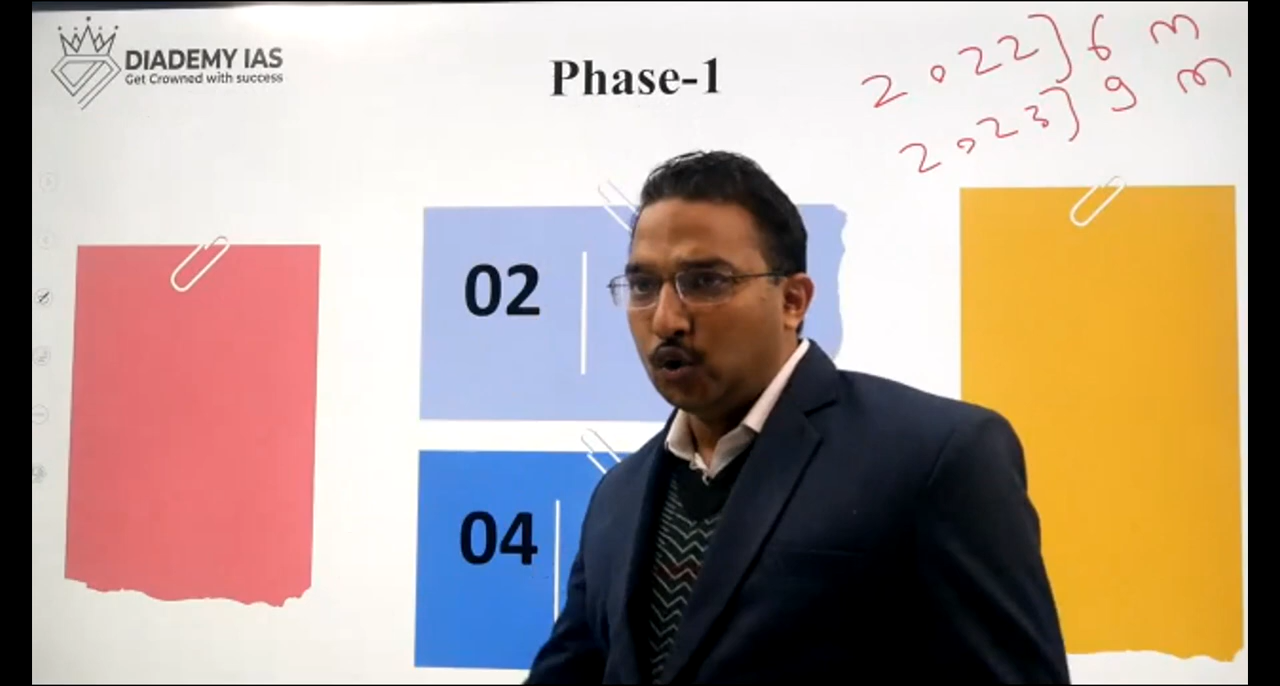 DIADEMY IAS
Get Crowned with success
Phase-1
2022] 6 m
2023] 9 m
02
04